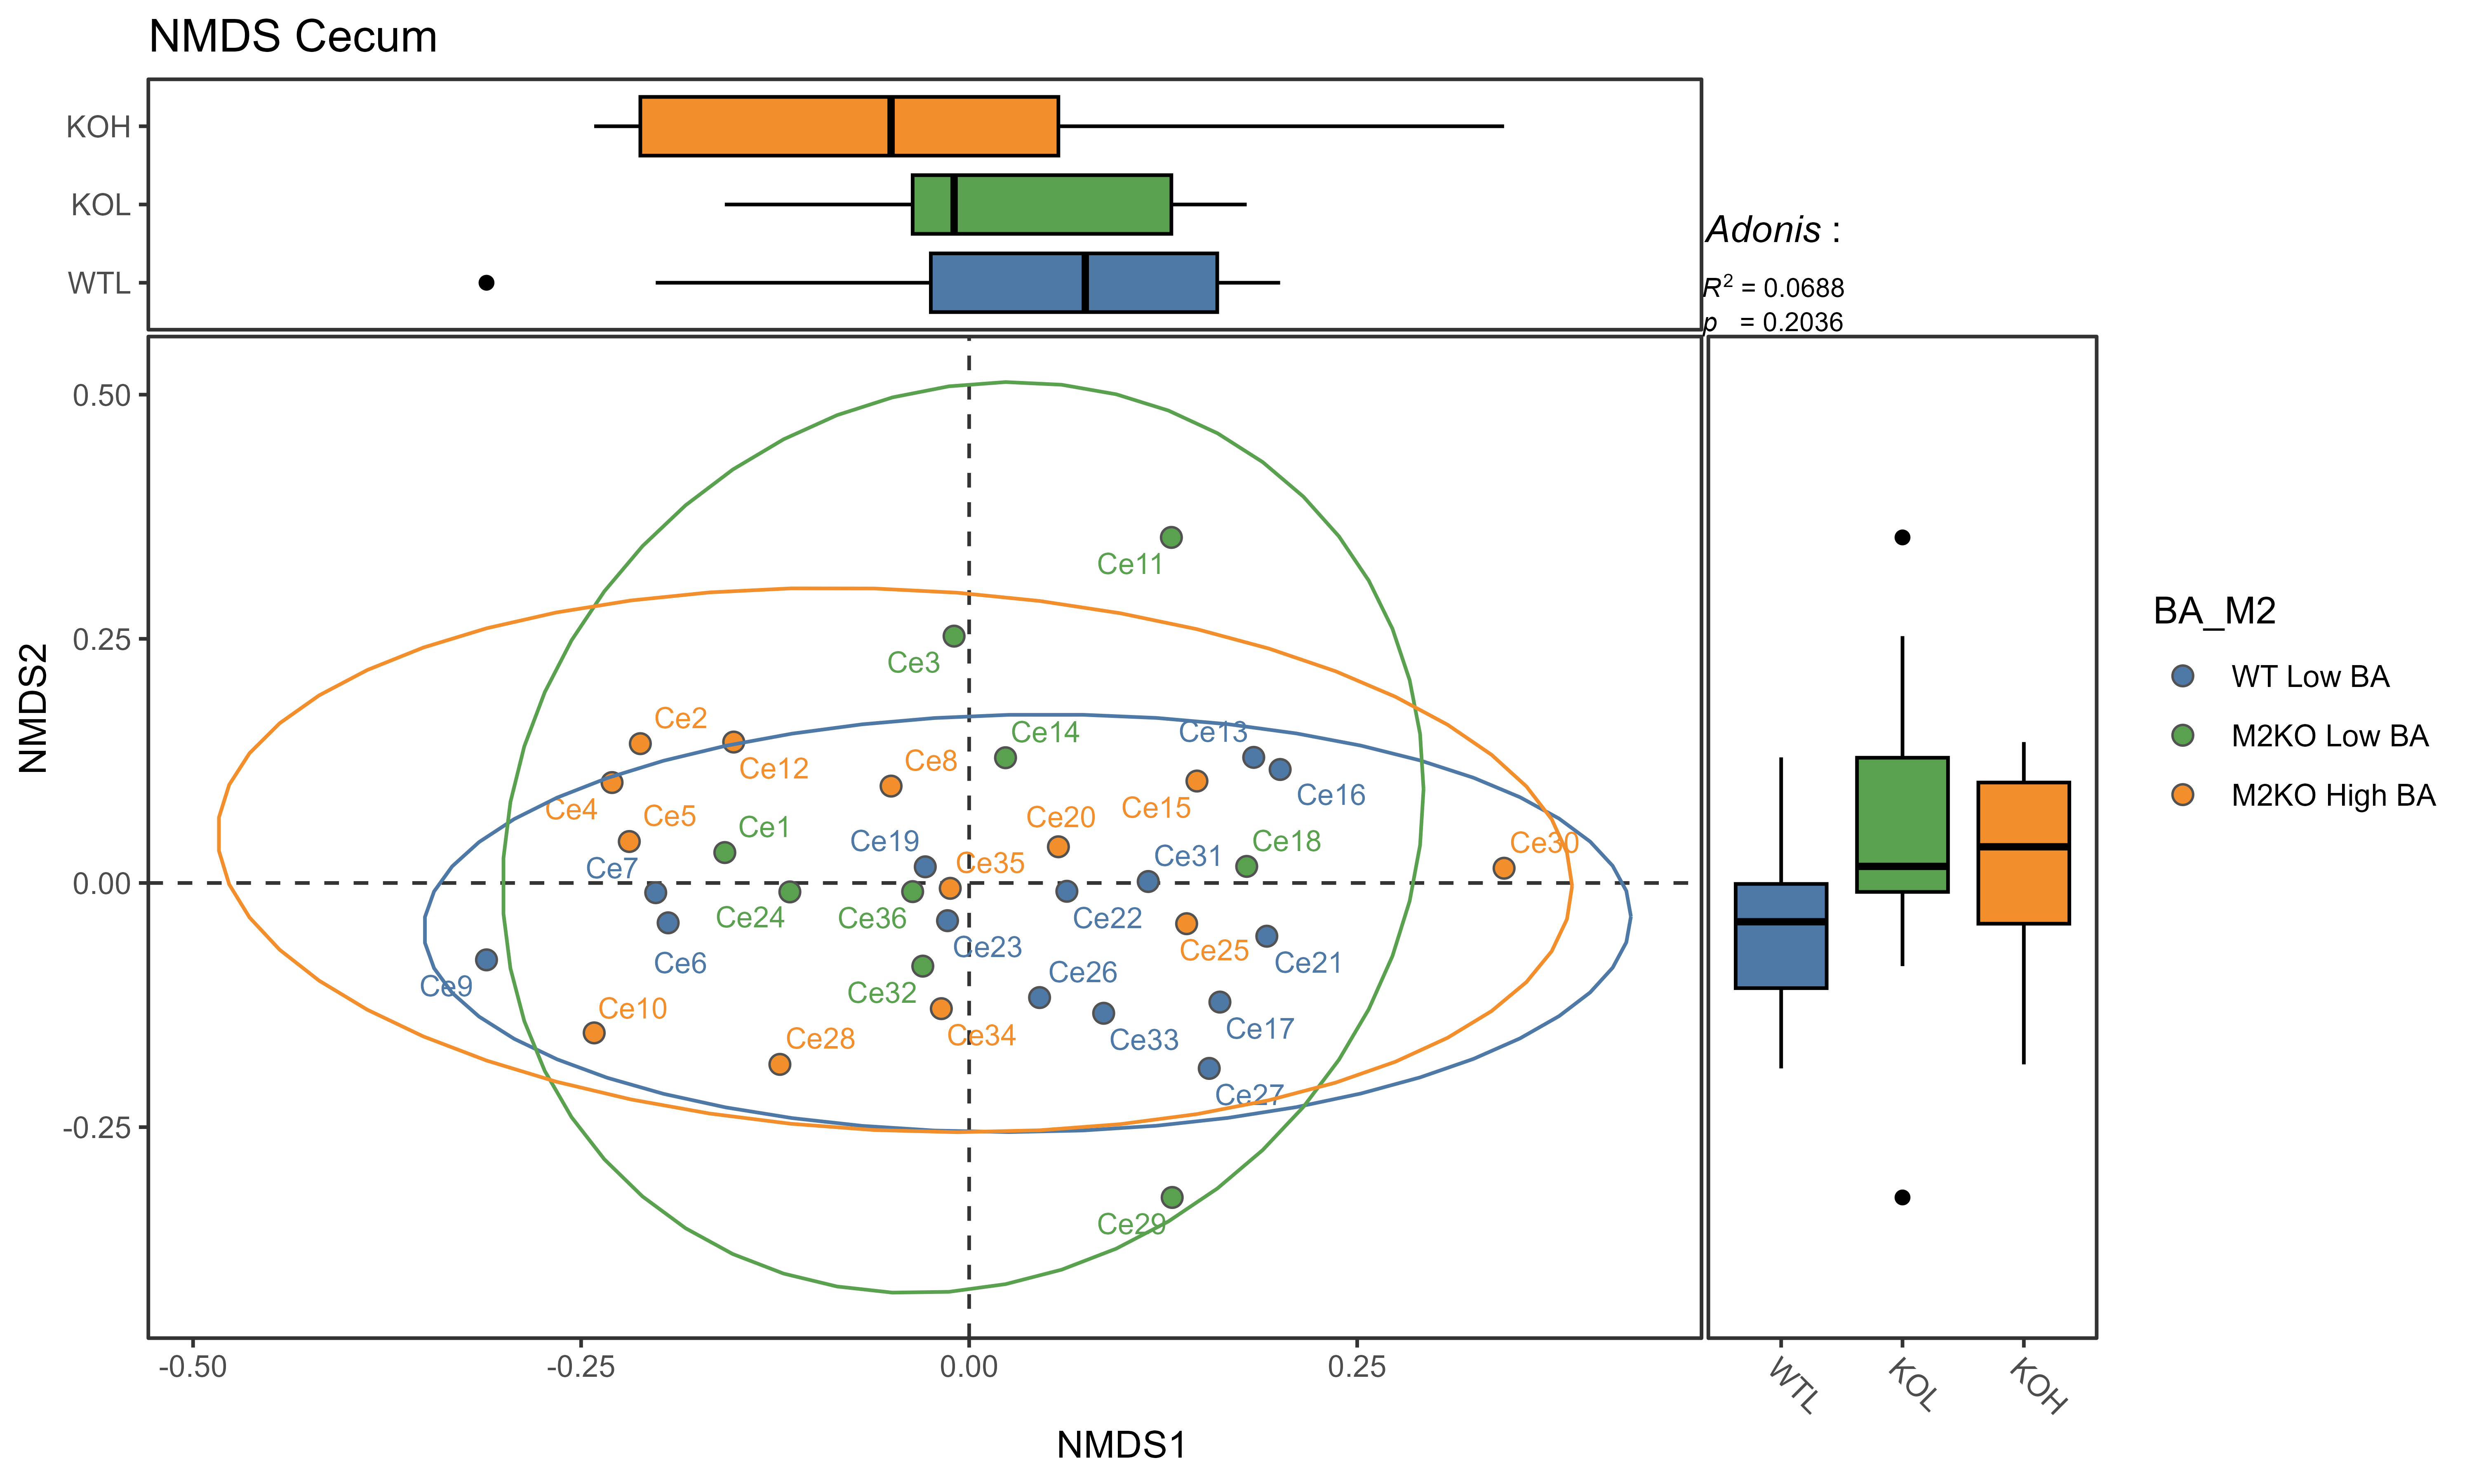 NMDS Cecum
KOH
KOL
WTL
Adonis :
R² = 0.0688
p = 0.2036
0.50
0.25
0.00
-0.25
NMDS2
Ce11
Ce3
Ce2
Ce14
Ce13
Ce12
Ce8
Ce16
Ce4
Ce5
Ce15
Ce20
Ce1
Ce19
Ce30
Ce18
Ce31
Ce35
Ce7
Ce24
Ce36
Ce22
Ce23
Ce25
Ce6
Ce21
Ce9
Ce26
Ce32
Ce10
Ce17
Ce34
Ce28
Ce33
Ce27
Ce29
-0.50
-0.25
0.00
0.25
NMDS1
WTL
KOL
KOH
BA_M2
WT Low BA
M2KO Low BA
M2KO High BA